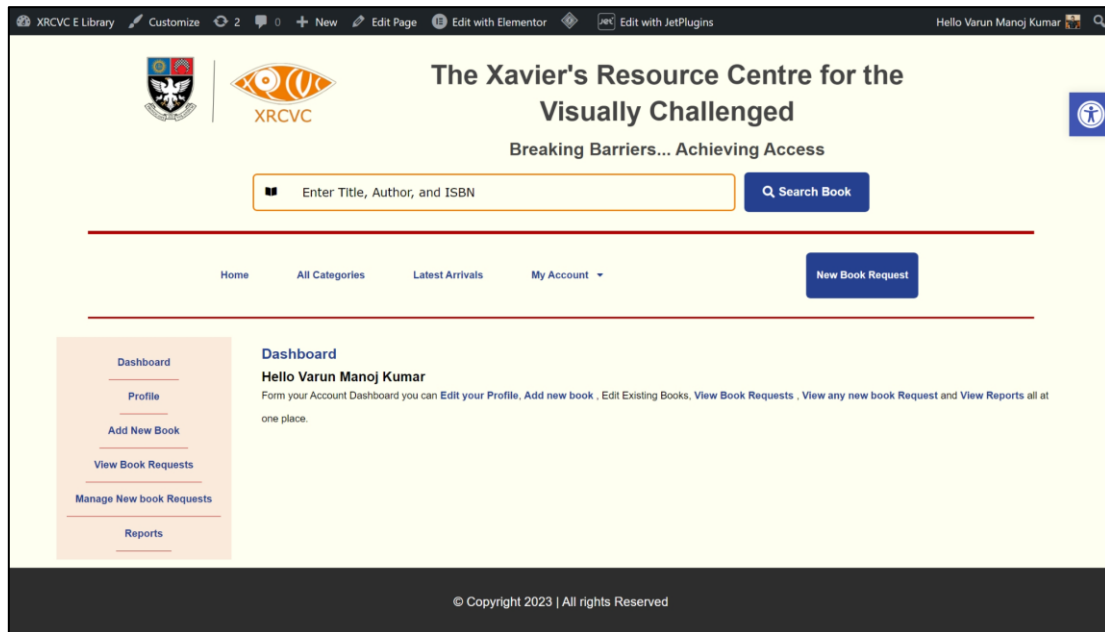 XRCVC E Library Customize 2 0 + New Edit Page Edit with Elementor Edit with JetPlugins Hello Varun Manoj Kumar
XRCVC
The Xavier's Resource Centre for the
Visually Challenged
Breaking Barriers... Achieving Access
Enter Title, Author, and ISBN
Search Book
Home
All Categories
Latest Arrivals
My Account
New Book Request
Dashboard
Profile
Add New Book
View Book Requests
Manage New book Requests
Reports
Dashboard
Hello Varun Manoj Kumar
Form your Account Dashboard you can Edit your Profile, Add new book , Edit Existing Books, View Book Requests , View any new book Request and View Reports all at
one place.
© Copyright 2023 | All rights Reserved